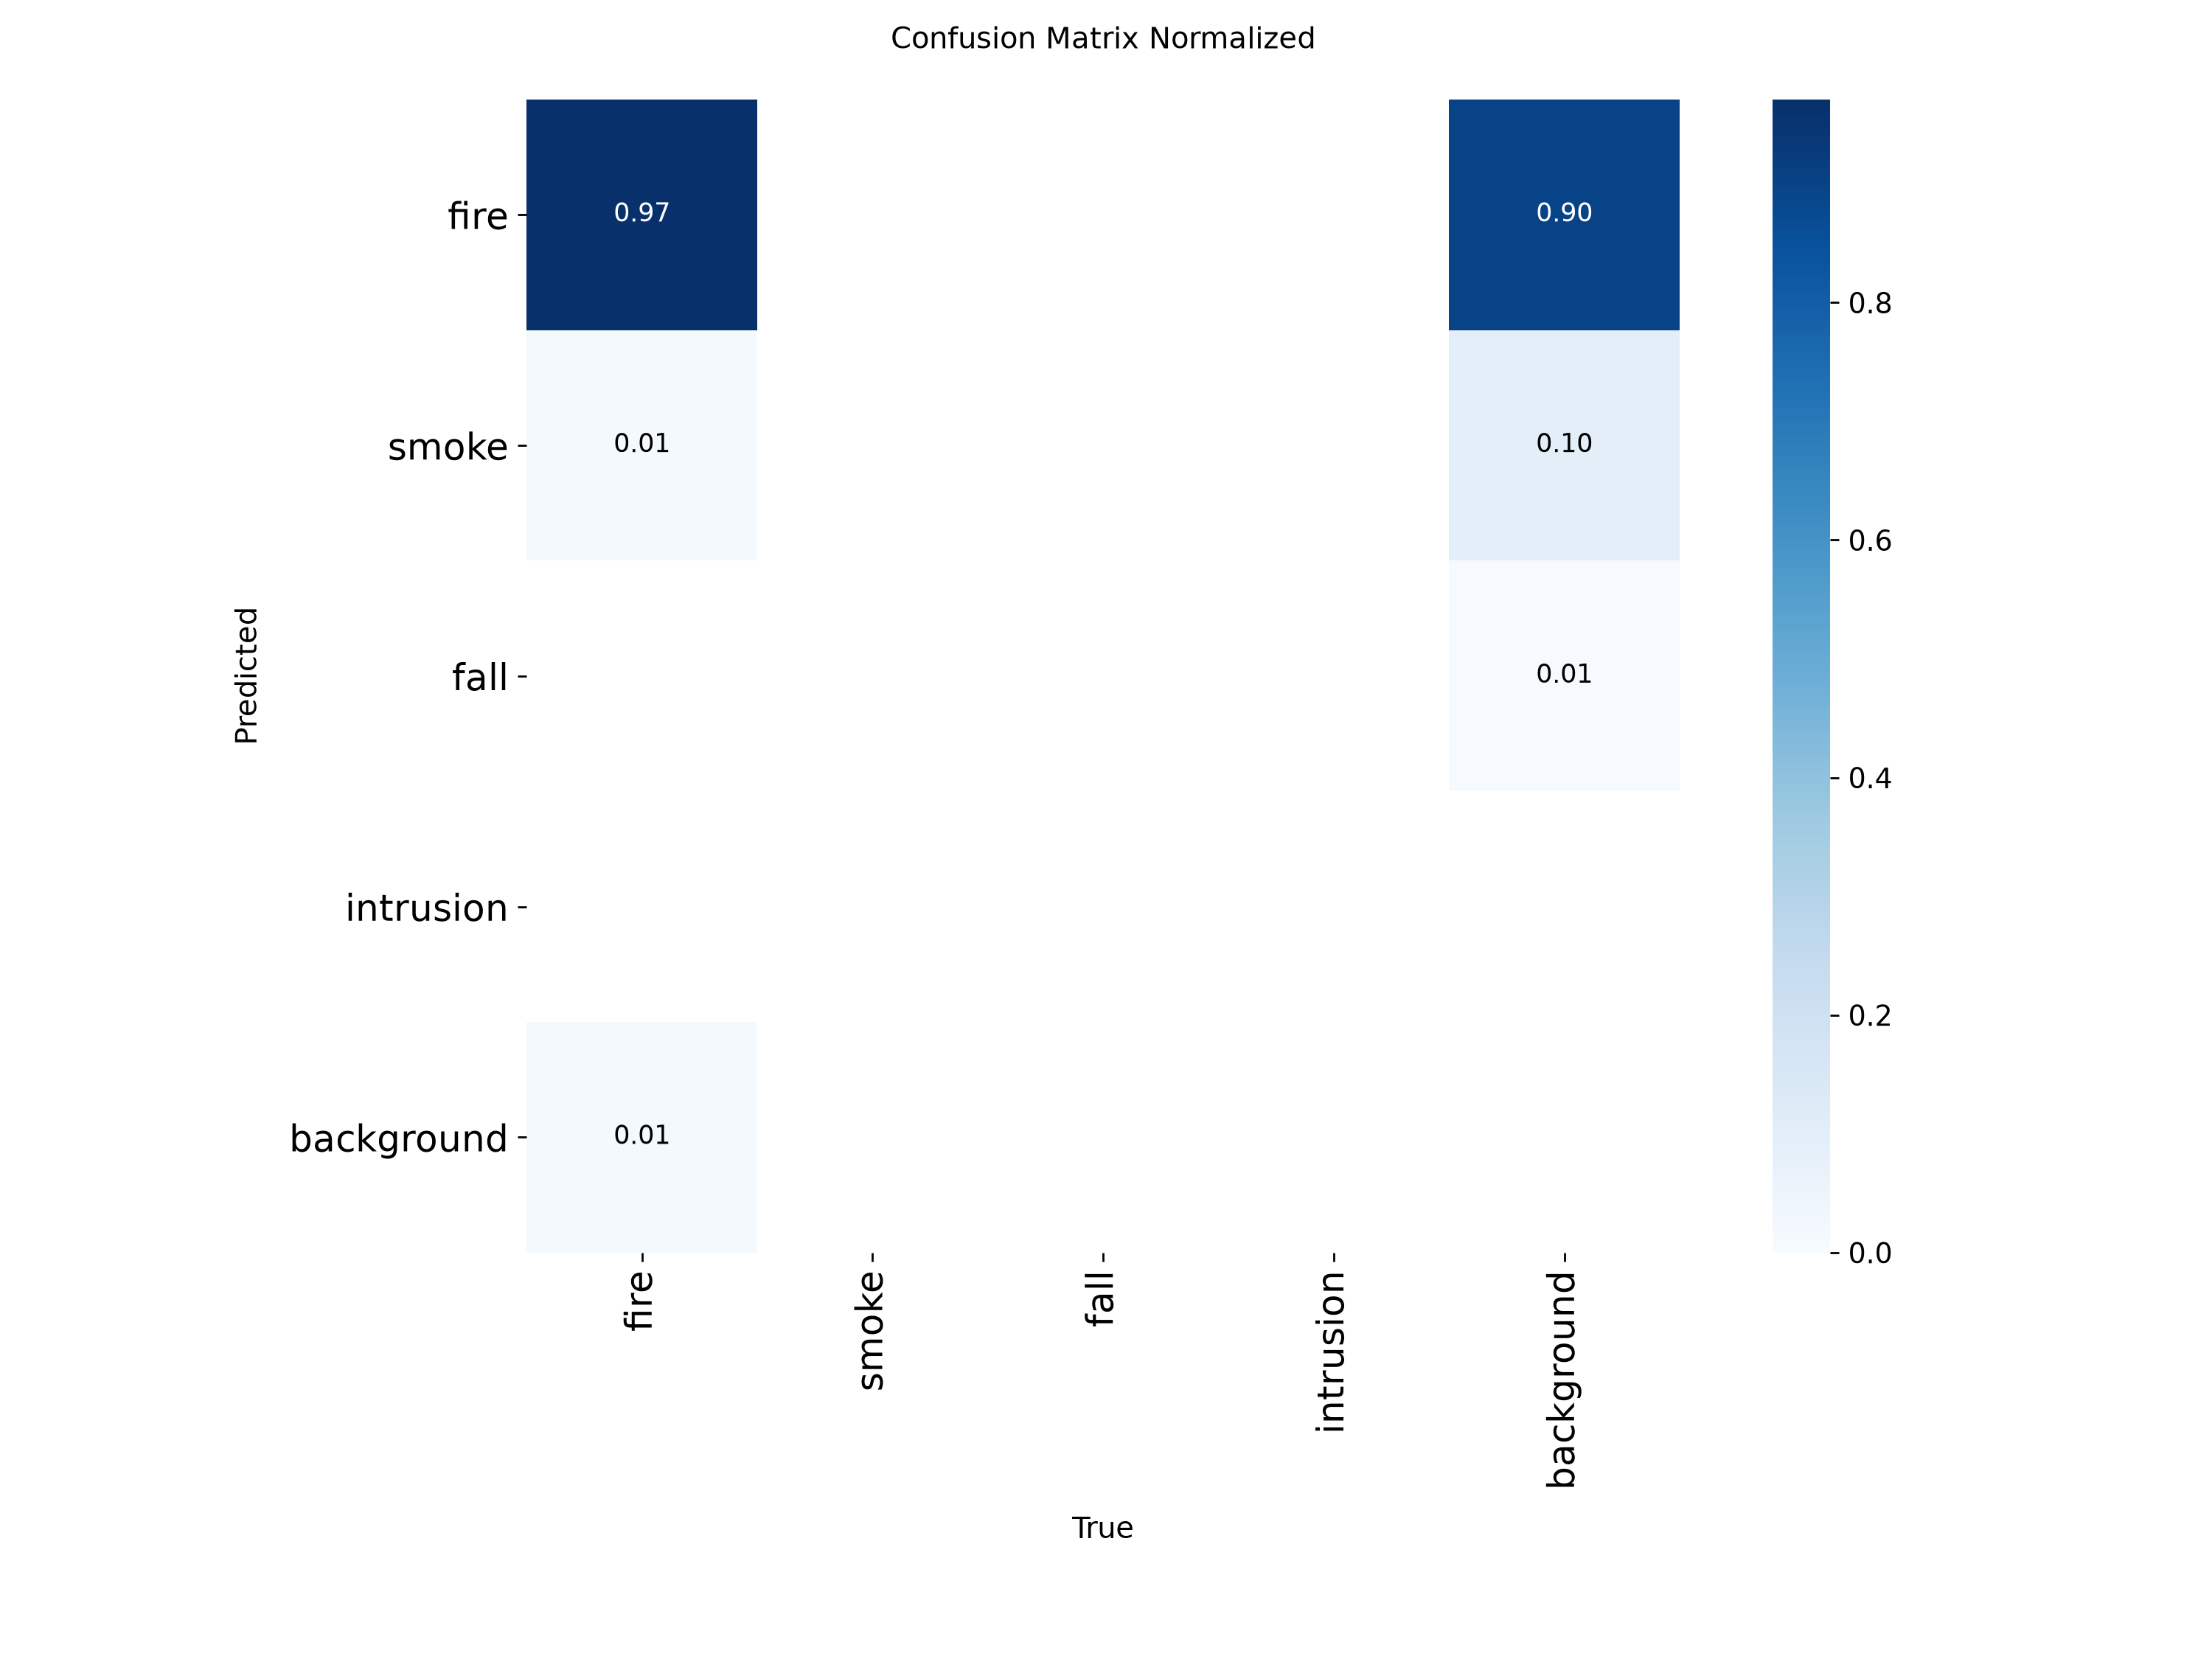 Confusion Matrix Normalized
fire
0.97
0.90
smoke
0.01
0.10
fall
0.01
intrusion
background
0.01
Predicted
fire
smoke
fall
intrusion
background
True
0.8
0.6
0.4
0.2
0.0